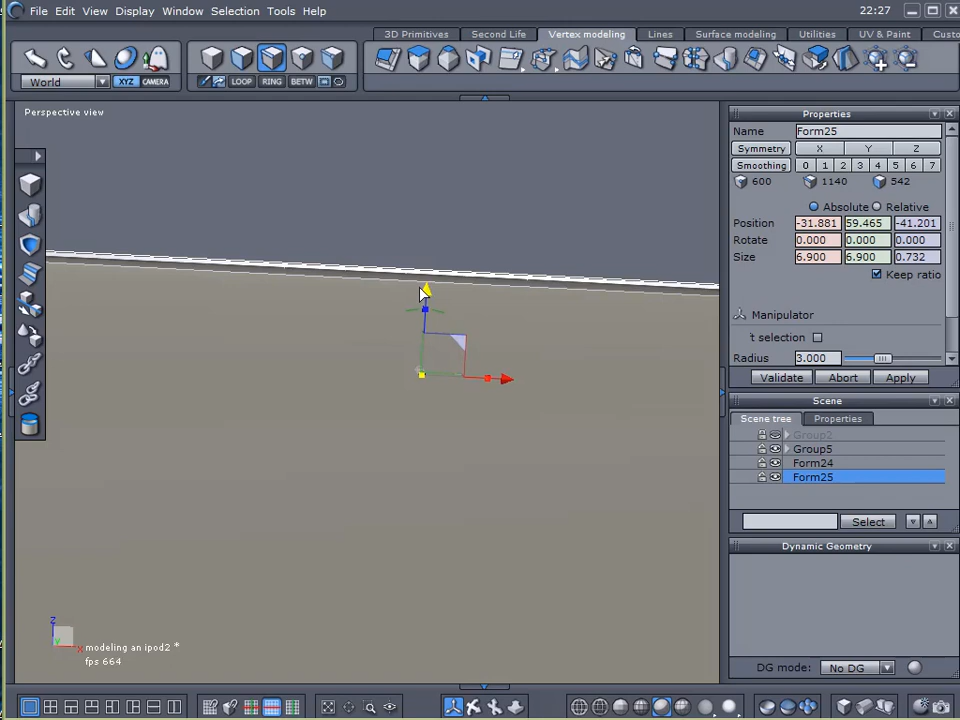 File Edit View Display Window Selection Tools Help 22:27
3D Primitives Second Life Vertex modeling Lines Surface modeling Utilities UV & Paint Custo
World XYZ CAMERA LOOP RING BETW
Perspective view
Properties
Name Form25
Symmetry X Y Z
Smoothing 0 1 2 3 4 5 6 7
600 1140 542
Absolute Relative
Position -31.881 59.465 -41.201
Rotate 0.000 0.000 0.000
Size 6.900 6.900 0.732
Keep ratio
Manipulator
't selection
Radius 3.000
Validate Abort Apply
Scene
Scene tree Properties
Group2
Group5
Form24
Form25
Select
Dynamic Geometry
Z
Y
X
modeling an ipod2 *
fps 664
DG mode: No DG